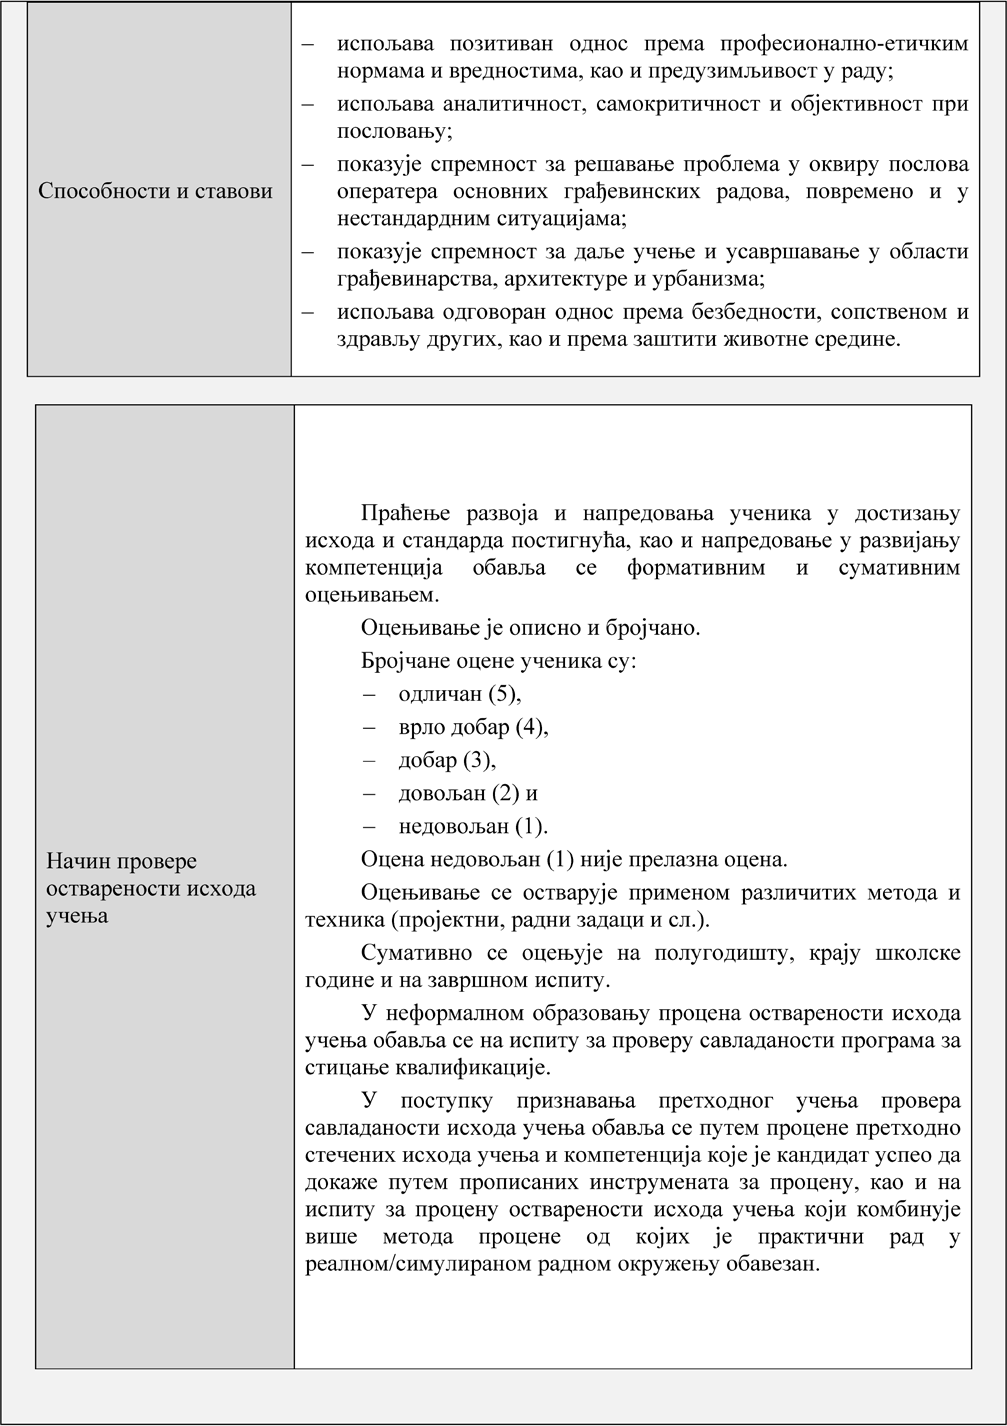 Способности и ставови
– испољава позитиван однос према професионално-етичким
нормама и вредностима, као и предузимљивост у раду;
– испољава аналитичност, самокритичност и објективност при
пословању;
– показује спремност за решавање проблема у оквиру послова
оператера основних грађевинских радова, повремено и у
нестандардним ситуацијама;
– показује спремност за даље учење и усавршавање у области
грађевинарства, архитектуре и урбанизма;
– испољава одговоран однос према безбедности, сопственом и
здрављу других, као и према заштити животне средине.
Начин провере
остварености исхода
учења
Праћење развоја и напредовања ученика у достизању
исхода и стандарда постигнућа, као и напредовање у развијању
компетенција обавља се формативним и сумативним
оцењивањем.
Оцењивање је описно и бројчано.
Бројчане оцене ученика су:
– одличан (5),
– врло добар (4),
– добар (3),
– довољан (2) и
– недовољан (1).
Оцена недовољан (1) није прелазна оцена.
Оцењивање се остварује применом различитих метода и
техника (пројектни, радни задаци и сл.).
Сумативно се оцењује на полугодишту, крају школске
године и на завршном испиту.
У неформалном образовању процена остварености исхода
учења обавља се на испиту за проверу савладаности програма за
стицање квалификације.
У поступку признавања претходног учења провера
савладаности исхода учења обавља се путем процене претходно
стечених исхода учења и компетенција које је кандидат успео да
докаже путем прописаних инструмената за процену, као и на
испиту за процену остварености исхода учења који комбинује
више метода процене од којих је практични рад у
реалном/симулираном радном окружењу обавезан.